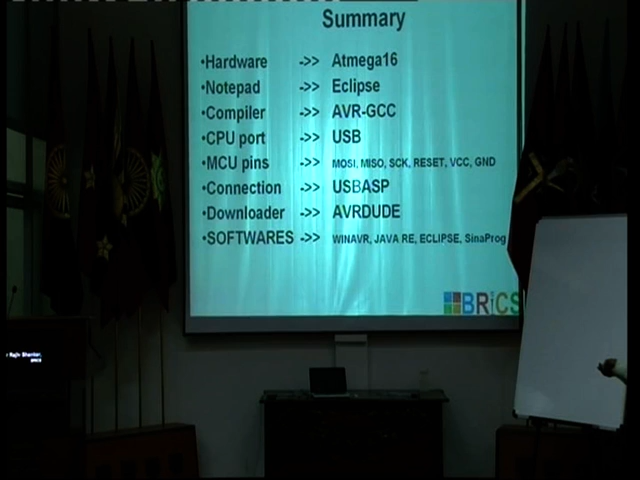 Summary
•Hardware ->> Atmega16
•Notepad ->> Eclipse
•Compiler ->> AVR-GCC
•CPU port ->> USB
•MCU pins ->> MOSI, MISO, SCK, RESET, VCC, GND
•Connection ->> USBASP
•Downloader ->> AVRDUDE
•SOFTWARES ->> WINAVR, JAVA RE, ECLIPSE, SinaProg
BRiCS